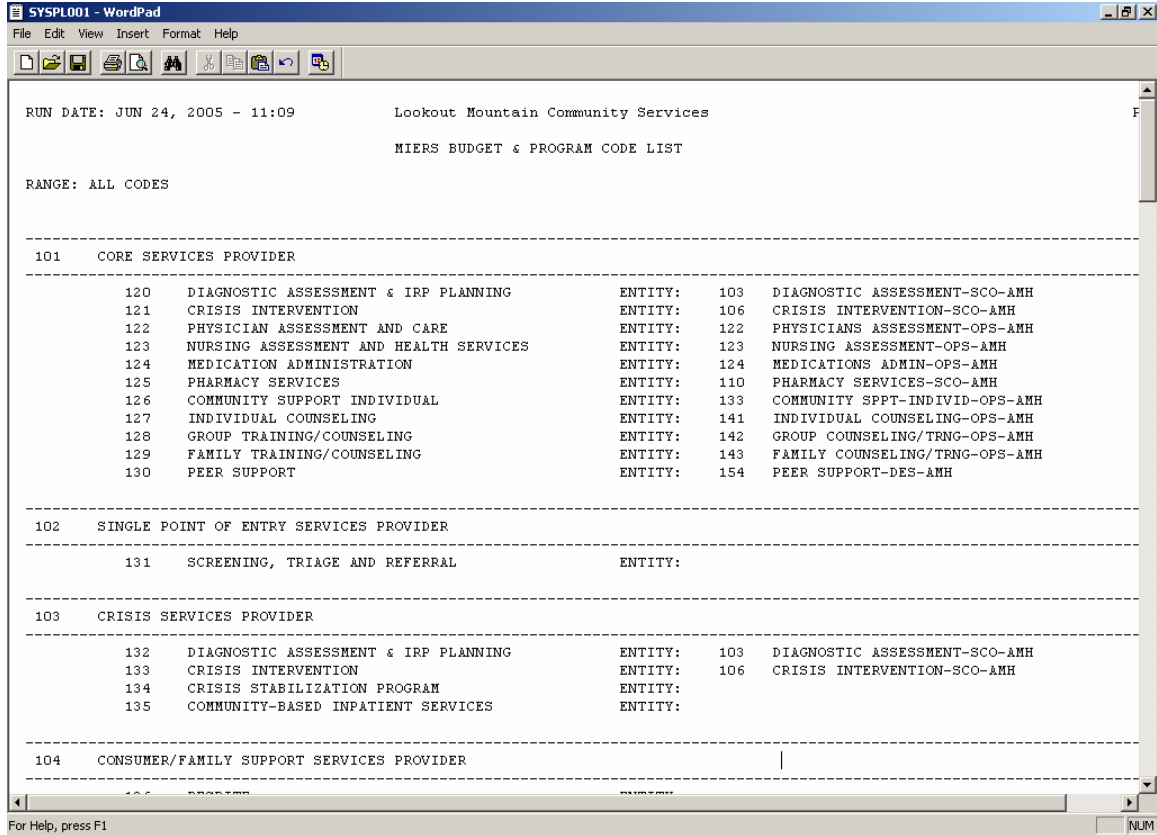 SYSPL001 - WordPad
File Edit View Insert Format Help
RUN DATE: JUN 24, 2005 - 11:09 Lookout Mountain Community Services
MIERS BUDGET & PROGRAM CODE LIST
RANGE: ALL CODES
101 CORE SERVICES PROVIDER
120 DIAGNOSTIC ASSESSMENT & IRP PLANNING ENTITY: 103 DIAGNOSTIC ASSESSMENT-SCO-AMH
121 CRISIS INTERVENTION ENTITY: 106 CRISIS INTERVENTION-SCO-AMH
122 PHYSICIAN ASSESSMENT AND CARE ENTITY: 122 PHYSICIANS ASSESSMENT-OPS-AMH
123 NURSING ASSESSMENT AND HEALTH SERVICES ENTITY: 123 NURSING ASSESSMENT-OPS-AMH
124 MEDICATION ADMINISTRATION ENTITY: 124 MEDICATIONS ADMIN-OPS-AMH
125 PHARMACY SERVICES ENTITY: 110 PHARMACY SERVICES-SCO-AMH
126 COMMUNITY SUPPORT INDIVIDUAL ENTITY: 133 COMMUNITY SPPT-INDIVID-OPS-AMH
127 INDIVIDUAL COUNSELING ENTITY: 141 INDIVIDUAL COUNSELING-OPS-AMH
128 GROUP TRAINING/COUNSELING ENTITY: 142 GROUP COUNSELING/TRNG-OPS-AMH
129 FAMILY TRAINING/COUNSELING ENTITY: 143 FAMILY COUNSELING/TRNG-OPS-AMH
130 PEER SUPPORT ENTITY: 154 PEER SUPPORT-DES-AMH
102 SINGLE POINT OF ENTRY SERVICES PROVIDER
131 SCREENING, TRIAGE AND REFERRAL ENTITY:
103 CRISIS SERVICES PROVIDER
132 DIAGNOSTIC ASSESSMENT & IRP PLANNING ENTITY: 103 DIAGNOSTIC ASSESSMENT-SCO-AMH
133 CRISIS INTERVENTION ENTITY: 106 CRISIS INTERVENTION-SCO-AMH
134 CRISIS STABILIZATION PROGRAM ENTITY:
135 COMMUNITY-BASED INPATIENT SERVICES ENTITY:
104 CONSUMER/FAMILY SUPPORT SERVICES PROVIDER
For Help, press F1 NUM